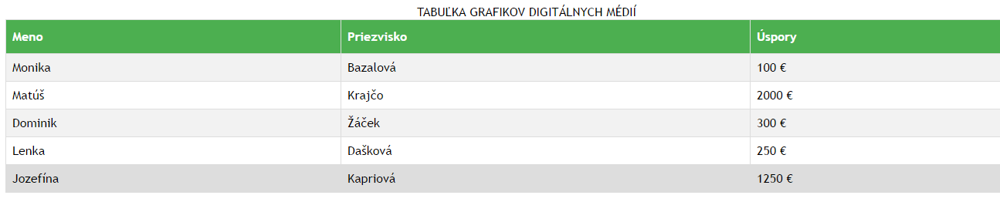 TABUĽKA GRAFIKOV DIGITÁLNYCH MÉDIÍ
Meno Priezvisko Úspory
Monika Bazalová 100 €
Matúš Krajčo 2000 €
Dominik Žáček 300 €
Lenka Dašková 250 €
Jozefína Kapriová 1250 €